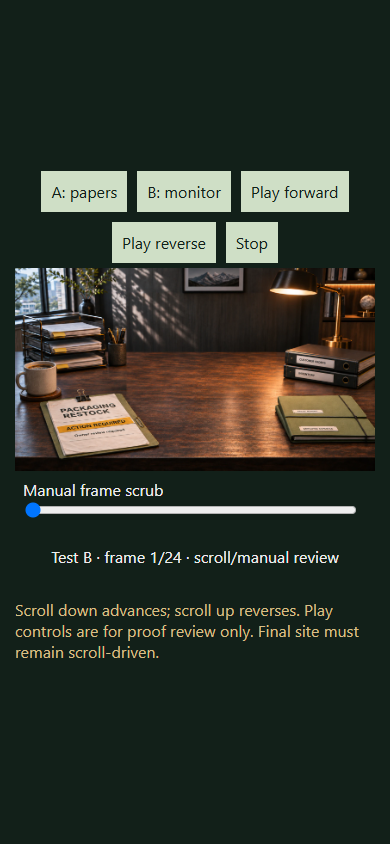 A: papers
B: monitor
Play forward
Play reverse
Stop
PACKAGING
RESTOCK
ACTION REQUIRED
Manual frame scrub
Test B · frame 1/24 · scroll/manual review
Scroll down advances; scroll up reverses. Play
controls are for proof review only. Final site must
remain scroll-driven.